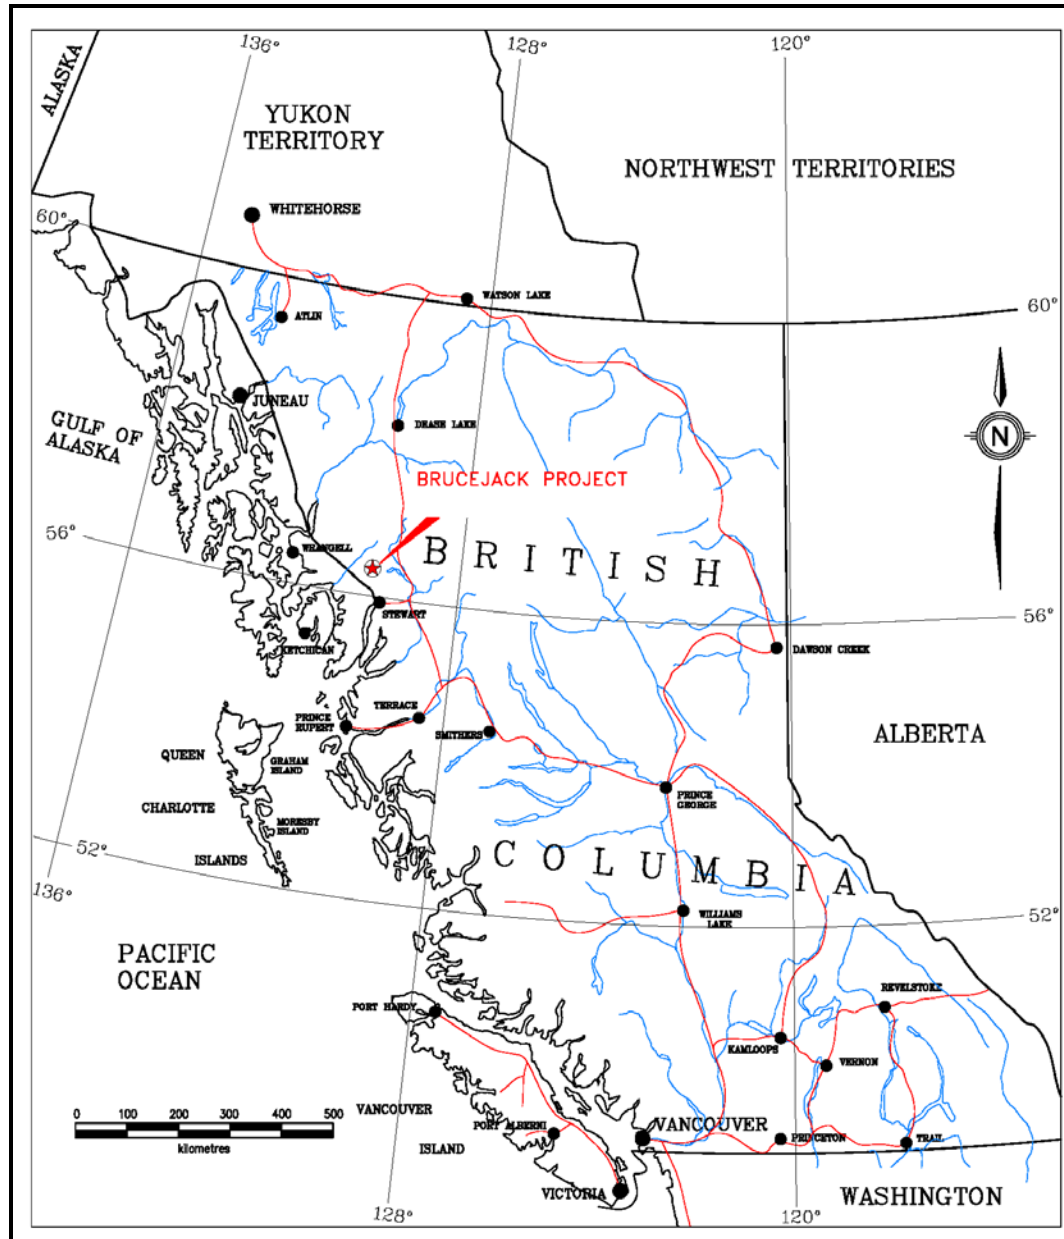 136°
128°
120°
ALASKA
YUKON
TERRITORY
NORTHWEST TERRITORIES
60°
WHITEHORSE
WATSON LAKE
60°
ATLIN
JUNEAU
GULF OF
ALASKA
DEASE LAKE
N
BRUCEJACK PROJECT
56°
WRANGELL
BRITISH
STEWART
56°
KETCHICAN
DAWSON CREEK
TERRACE
PRINCE
RUPERT
SMITHERS
ALBERTA
QUEEN
GRAHAM
ISLAND
PRINCE
GEORGE
CHARLOTTE
MORESBY
ISLAND
52°
ISLANDS
COLUMBIA
136°
WILLIAMS
LAKE
52°
PACIFIC
OCEAN
REVELSTOKE
PORT HARDY
KAMLOOPS
VERNON
0 100 200 300 400 500
kilometres
VANCOUVER
ISLAND
PORT ALBERNI
VANCOUVER
PRINCETON
TRAIL
VICTORIA
WASHINGTON
128°
120°